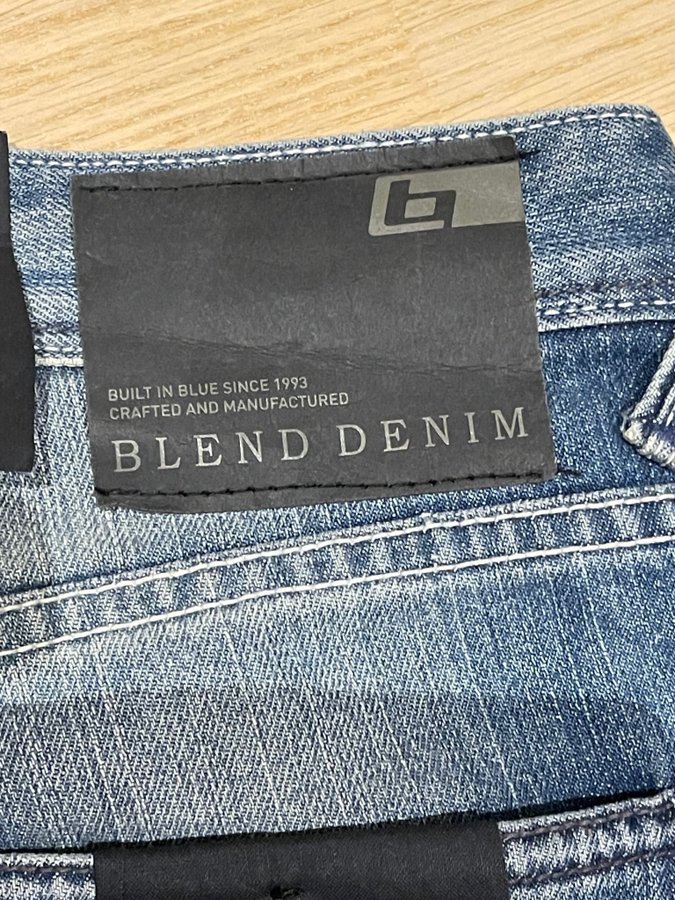 b
BUILT IN BLUE SINCE 1993
CRAFTED AND MANUFACTURED
BLEND DENIM